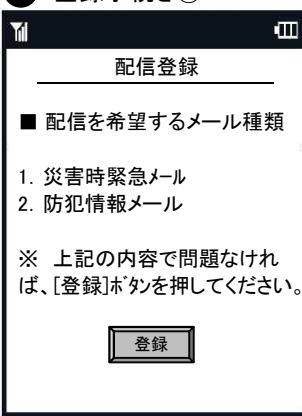 配信登録
■ 配信を希望するメール種類
1. 災害時緊急ﾒｰﾙ
2. 防犯情報メール
※ 上記の内容で問題なけれ
ば、[登録]ﾎﾞﾀﾝを押してください。
登録